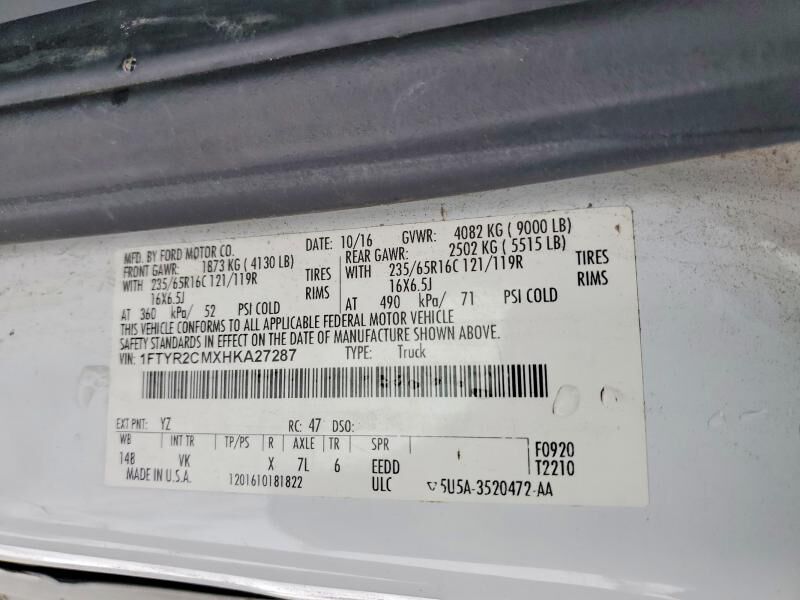 MFD. BY FORD MOTOR CO. DATE: 10/16 GVWR: 4082 KG ( 9000 LB)
FRONT GAWR: 1873 KG ( 4130 LB) REAR GAWR: 2502 KG ( 5515 LB)
WITH 235/65R16C 121/119R TIRES WITH 235/65R16C 121/119R TIRES
16X6.5J RIMS 16X6.5J RIMS
AT 360 kPa/ 52 PSI COLD AT 490 kPa/ 71 PSI COLD
THIS VEHICLE CONFORMS TO ALL APPLICABLE FEDERAL MOTOR VEHICLE
SAFETY STANDARDS IN EFFECT ON THE DATE OF MANUFACTURE SHOWN ABOVE.
VIN: 1FTYR2CMXHKA27287 TYPE: Truck
EXT PNT: YZ RC: 47 DSO:
WB INT TR TP/PS R AXLE TR SPR F0920
148 VK X 7L 6 EEDD T2210
MADE IN U.S.A. 1201610181822 ULC 5U5A-3520472-AA